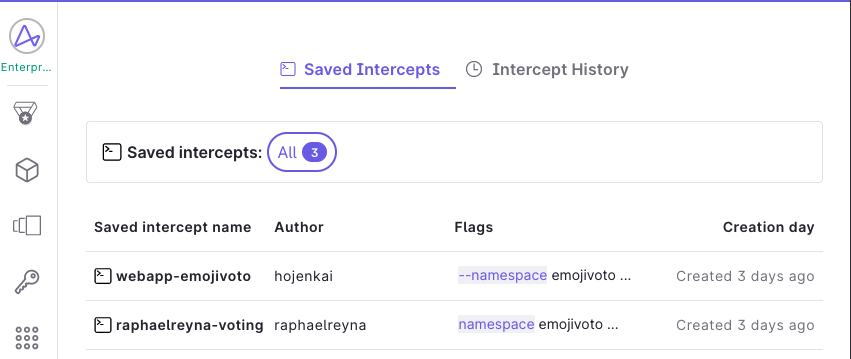 Enterpr...
Saved Intercepts Intercept History
Saved intercepts: All 3
Saved intercept name Author Flags Creation day
webapp-emojivoto hojenkai --namespace emojivoto ... Created 3 days ago
raphaelreyna-voting raphaelreyna namespace emojivoto ... Created 3 days ago